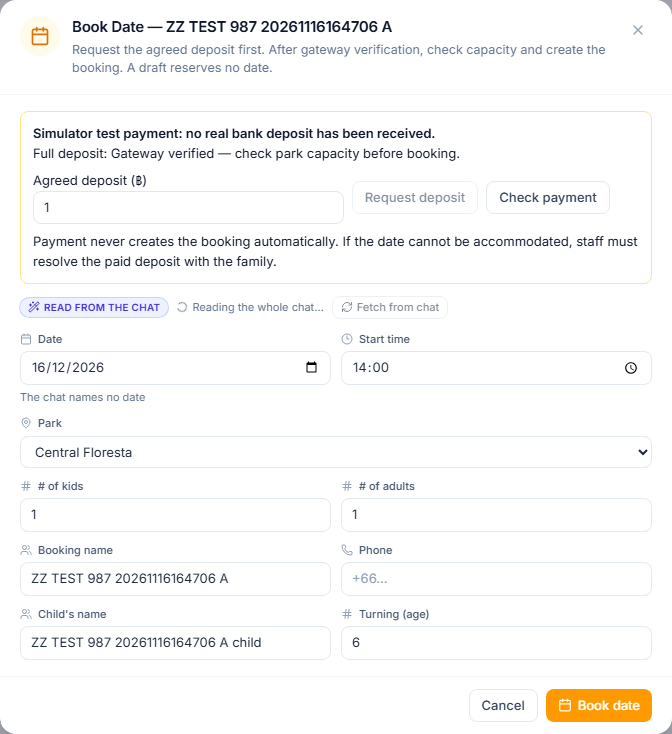 Book Date — ZZ TEST 987 20261116164706 A
Request the agreed deposit first. After gateway verification, check capacity and create the
booking. A draft reserves no date.
Simulator test payment: no real bank deposit has been received.
Full deposit: Gateway verified — check park capacity before booking.
Agreed deposit (฿)
1
Request deposit
Check payment
Payment never creates the booking automatically. If the date cannot be accommodated, staff must
resolve the paid deposit with the family.
READ FROM THE CHAT
Reading the whole chat...
Fetch from chat
Date
Start time
16/12/2026
14:00
The chat names no date
Park
Central Floresta
# of kids
# of adults
1
1
Booking name
Phone
ZZ TEST 987 20261116164706 A
+66...
Child's name
Turning (age)
ZZ TEST 987 20261116164706 A child
6
Cancel
Book date